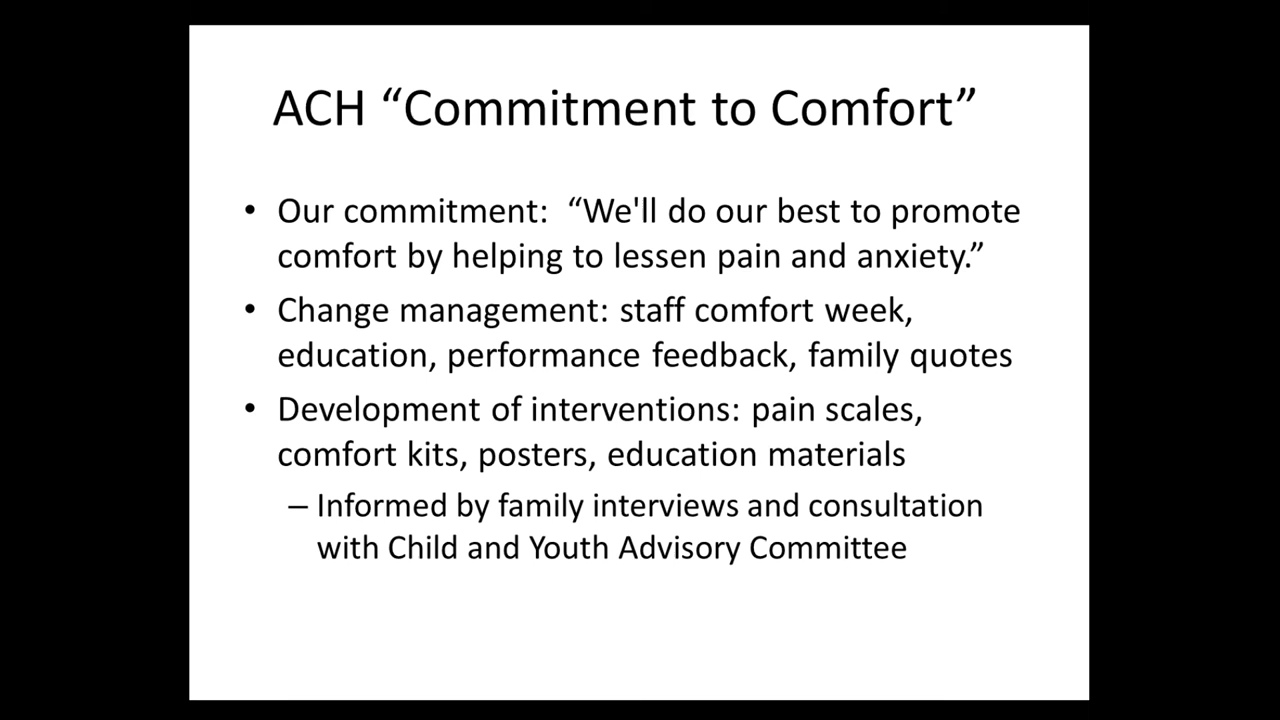 ACH “Commitment to Comfort”
• Our commitment:  “We'll do our best to promote
comfort by helping to lessen pain and anxiety.”
• Change management: staff comfort week,
education, performance feedback, family quotes
• Development of interventions: pain scales,
comfort kits, posters, education materials
– Informed by family interviews and consultation
with Child and Youth Advisory Committee